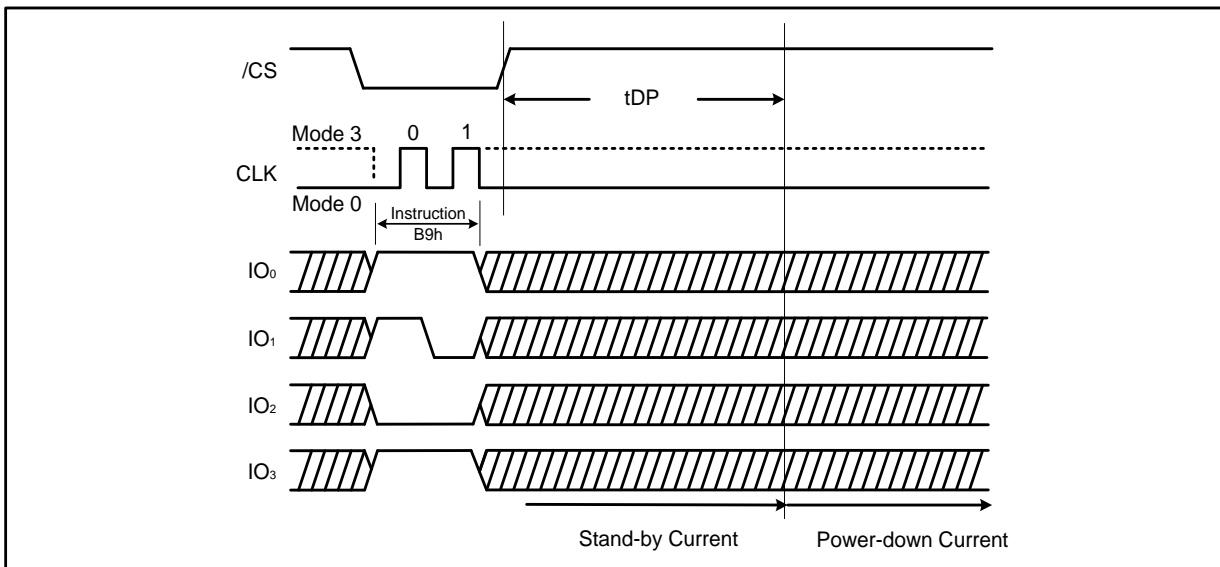 /CS
tDP
Mode 3 0 1
CLK
Mode 0
Instruction
B9h
IO₀
IO₁
IO₂
IO₃
Stand-by Current Power-down Current